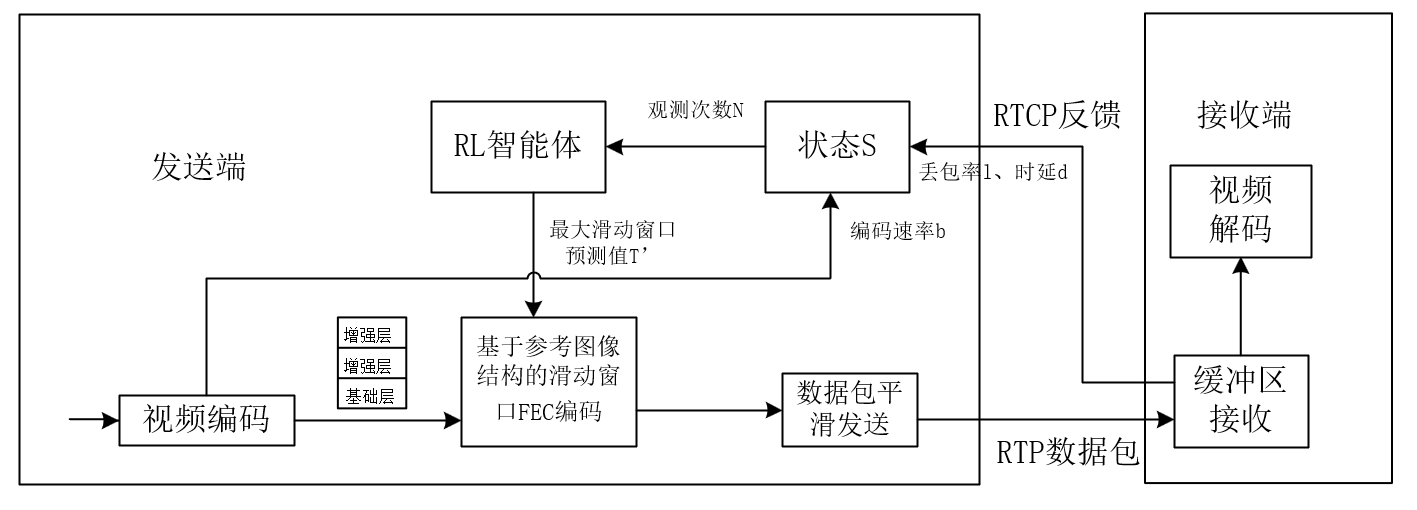 观测次数N
RTCP反馈
接收端
RL智能体
状态S
发送端
丢包率l、时延d
视频
解码
最大滑动窗口
预测值T’
编码速率b
增强层
增强层
基础层
基于参考图像
结构的滑动窗
口FEC编码
视频编码
数据包平
滑发送
缓冲区
接收
RTP数据包